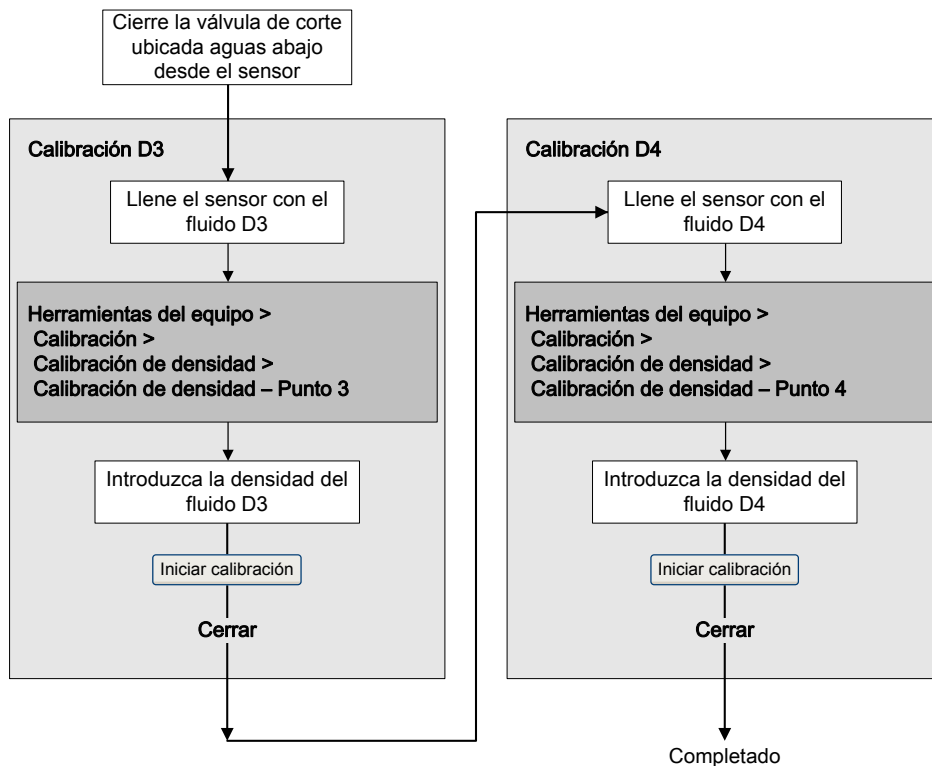 Cierre la válvula de corte
ubicada aguas abajo
desde el sensor
Calibración D3
Llene el sensor con el
fluido D3
Herramientas del equipo >
Calibración >
Calibración de densidad >
Calibración de densidad – Punto 3
Introduzca la densidad del
fluido D3
Iniciar calibración
Cerrar
Calibración D4
Llene el sensor con el
fluido D4
Herramientas del equipo >
Calibración >
Calibración de densidad >
Calibración de densidad – Punto 4
Introduzca la densidad del
fluido D4
Iniciar calibración
Cerrar
Completado